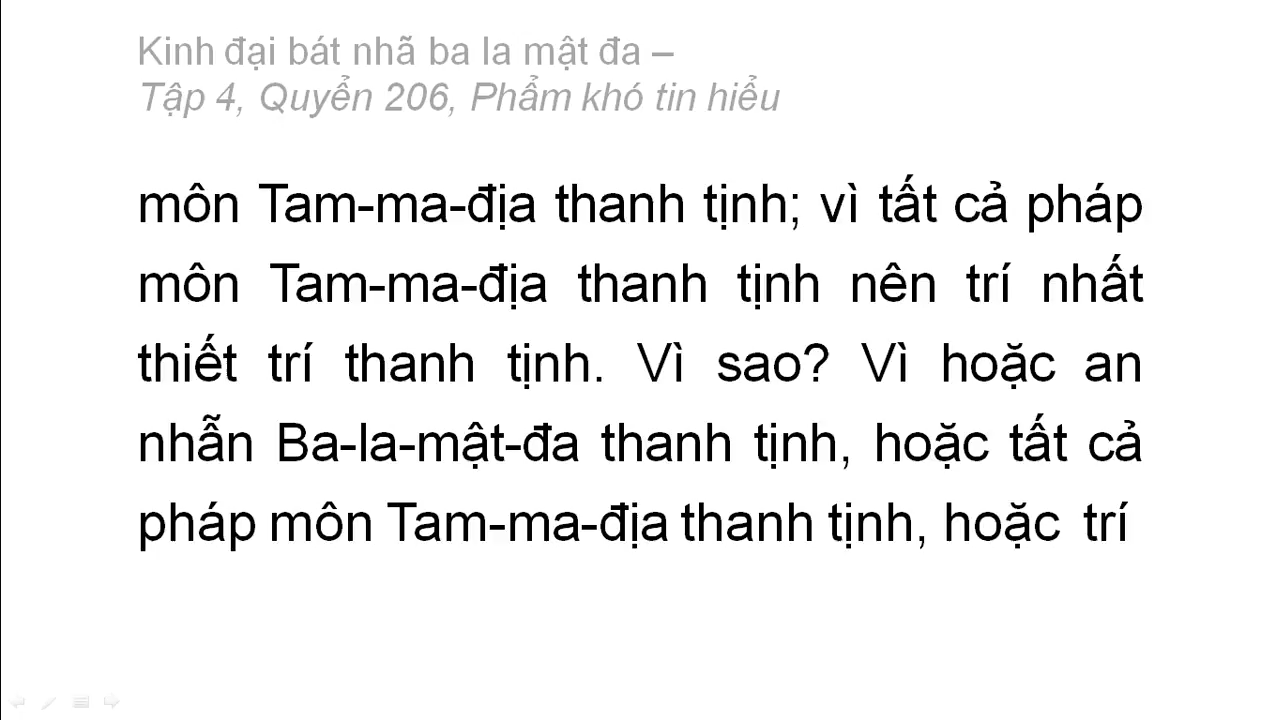 Kinh đại bát nhã ba la mật đa –
Tập 4, Quyển 206, Phẩm khó tin hiểu
môn Tam-ma-địa thanh tịnh; vì tất cả pháp
môn Tam-ma-địa thanh tịnh nên trí nhất
thiết trí thanh tịnh. Vì sao? Vì hoặc an
nhẫn Ba-la-mật-đa thanh tịnh, hoặc tất cả
pháp môn Tam-ma-địa thanh tịnh, hoặc trí